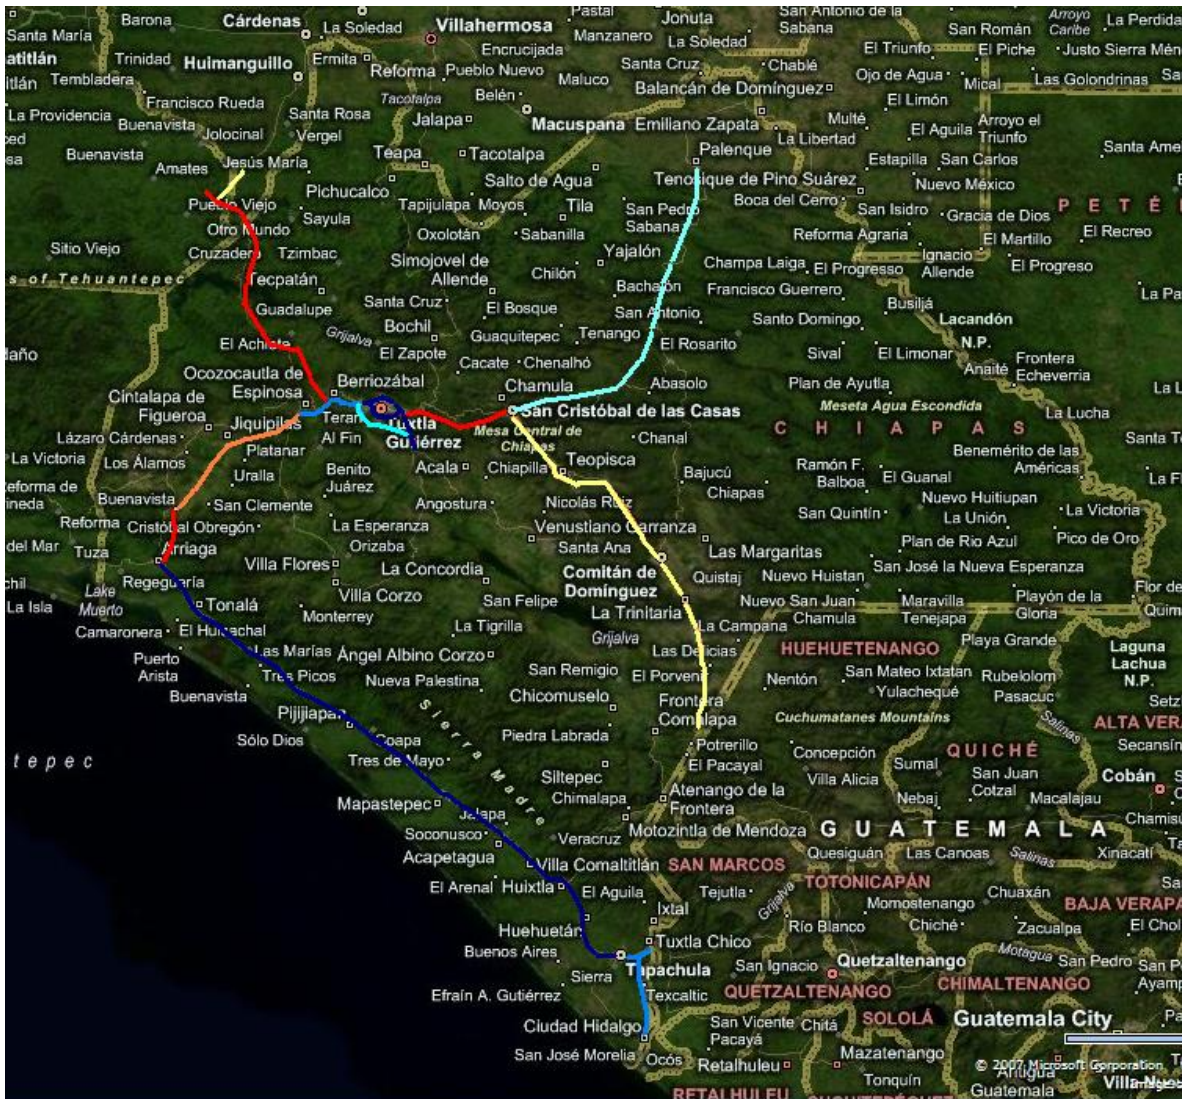 Barona
Cárdenas
Pastal
Jonuta
San Antonio de la
Sabana
San Román
Arroyo
Caribe
La Perdida
Santa María
La Soledad
Villahermosa
Manzanero
La Soledad
El Triunfo
El Piche
Justo Sierra Mén
atitlán
itlán
Trinidad
Huimanguillo
Ermita
Encrucijada
Santa Cruz
Chablé
Tembladera
Reforma
Pueblo Nuevo
Maluco
Ojo de Agua
Mical
Las Golondrinas
Francisco Rueda
Tacotalpa
Belén
Balancán de Domínguez
El Limón
La Providencia
Buenavista
Santa Rosa
Jalapa
Macuspana
Emiliano Zapata
Multé
Arroyo el
Triunfo
Jolocinal
Vergel
La Libertad
El Aguila
Buenavista
Jesús María
Teapa
Tacotalpa
Palenque
Estapilla
San Carlos
Santa Ame
Amates
Pichucalco
Salto de Agua
Tenosique de Pino Suárez
Nuevo México
Pueblo Viejo
Tapijulapa
Moyos
Tila
San Pedro
Sabana
Boca del Cerro
San Isidro
Gracia de Dios
PETÉ
Sayula
Otro Mundo
Oxolotán
Sabanilla
Reforma Agraria
El Martillo
El Recreo
Sitio Viejo
Cruzadero
Tzimbac
Simojovel de
Allende
Yajalón
Champa Laiga
El Progresso
Ignacio
Allende
El Progreso
s of Tehuantepec
Tecpatán
Chilón
Bachajón
Francisco Guerrero
Busiljá
La Pa
Guadalupe
Santa Cruz
El Bosque
San Antonio
Santo Domingo
Lacandón
N.P.
Grijalva
Bochil
Guaquitepec
Tenango
El Rosarito
El Zapote
Cacate
Chenalhó
Sival
El Limonar
Anaité
Frontera
Echeverria
Ocozocautla de
Espinosa
Berriozábal
Chamula
Abasolo
Plan de Ayutla
Cintalapa de
Figueroa
Meseta Agua Escondida
San Cristóbal de las Casas
La Lucha
Jiquipilas
Teran
Tuxtla
Gutiérrez
Mesa Central de
Chiapas
CHIAPAS
Lázaro Cárdenas
Al Fin
Chanal
Benemérito de las
Américas
La Victoria
Los Álamos
Platanar
Acala
Chiapilla
Teopisca
Bajucú
Ramón F.
Balboa
El Guanal
Uralla
Benito
Juárez
Chiapas
Nuevo Huitiupan
Buenavista
San Clemente
Angostura
Nicolás Ruiz
San Quintín
La Unión
La Victoria
Reforma
Cristóbal Obregón
La Esperanza
Venustiano Carranza
Plan de Rio Azul
Pico de Oro
del Mar
Tuza
Arriaga
Orizaba
Santa Ana
Las Margaritas
San José la Nueva Esperanza
Villa Flores
La Concordia
Comitán de
Domínguez
Quistaj
Nuevo Huistan
La Isla
Lake
Muerto
Tonalá
Villa Corzo
San Felipe
La Trinitaria
Nuevo San Juan
Chamula
Maravilla
Tenejapa
Playón de la
Gloria
Camaronera
Monterrey
La Tigrilla
Grijalva
La Campana
HUEHUETENANGO
Playa Grande
Laguna
Lachua
N.P.
Puerto
Arista
Las Marías
Ángel Albino Corzo
Las Delicias
Tres Picos
Nueva Palestina
San Remigio
El Porvenir
Nentón
San Mateo Ixtatan
Rubelolom
Buenavista
Chicomuselo
Frontera
Comalapa
Yulachequé
Pasacuc
Pijijiapan
Sierra Madre
Cuchumatanes Mountains
Salinas
ALTA VERA
Sólo Dios
Coapa
Piedra Labrada
Potrerillo
Concepción
QUICHÉ
tepec
Tres de Mayo
Siltepec
El Pacayal
Villa Alicia
Sumal
San Juan
Cotzal
Cobán
Mapastepec
Chimalapa
Atenango de la
Frontera
Nebaj
Macalajau
Jalapa
Motozintla de Mendoza
GUATEMALA
Soconusco
Veracruz
Acapetagua
Villa Comaltitlán
SAN MARCOS
Quesiguán
Las Canoas
Salinas
Xinacatí
El Arenal
Huixtla
El Aguila
Tejutla
TOTONICAPÁN
Chuaxán
Ixtal
Grijalva
Momostenango
BAJA VERAPA
Huehuetán
Río Blanco
Chiché
Zacualpa
El Chol
Buenos Aires
Tuxtla Chico
Quetzaltenango
Motagua
San Pedro
Sierra
Tapachula
San Ignacio
CHIMALTENANGO
Efraín A. Gutiérrez
Texcaltic
QUETZALTENANGO
SOLOLÁ
Ciudad Hidalgo
San Vicente
Pacayá
Chitá
Guatemala City
San José Morelia
Ocós
Retalhuleu
Mazatenango
© 2007 Microsoft Corporation
Tonquín
Antigua
Guatemala
RETALHULEU